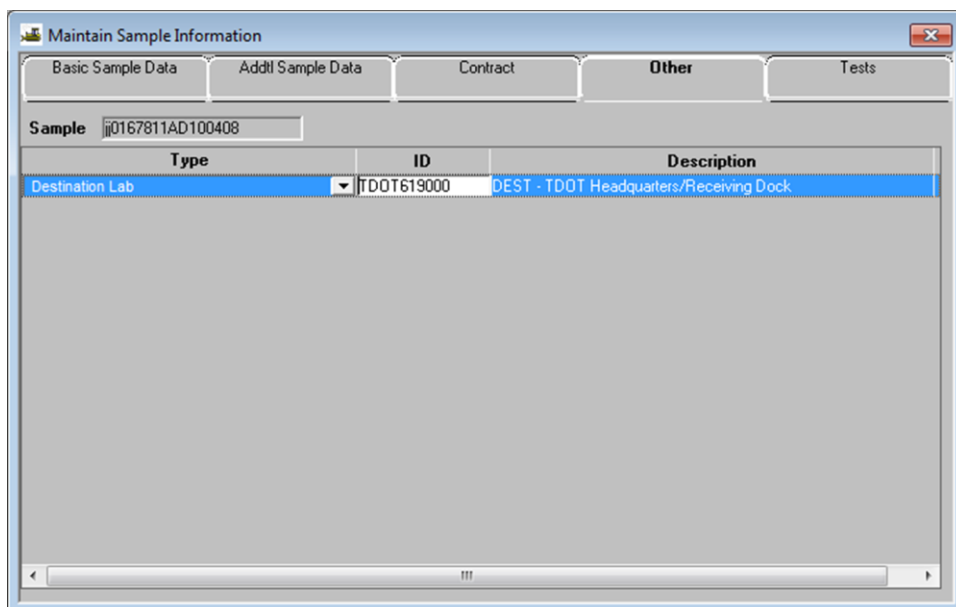 Maintain Sample Information
Basic Sample Data Addtl Sample Data Contract Other Tests
Sample jj0167811AD100408
Type ID Description
Destination Lab TDOT619000 DEST - TDOT Headquarters/Receiving Dock